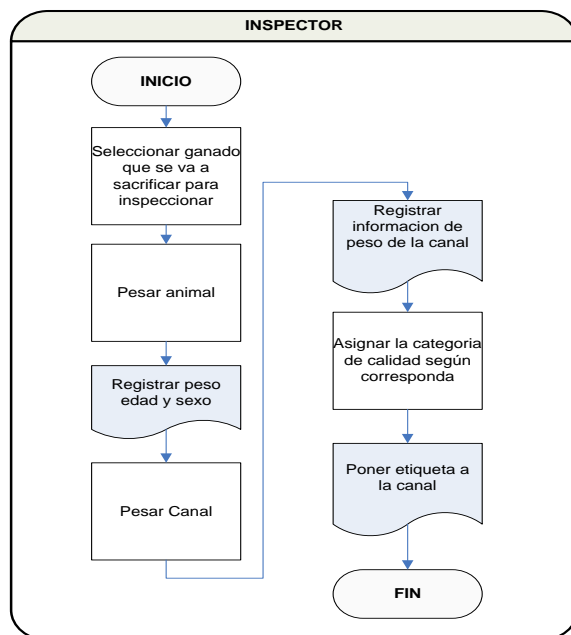 INSPECTOR
INICIO
Seleccionar ganado
que se va a
sacrificar para
inspeccionar
Pesar animal
Registrar peso
edad y sexo
Pesar Canal
Registrar
informacion de
peso de la canal
Asignar la categoria
de calidad según
corresponda
Poner etiqueta a
la canal
FIN